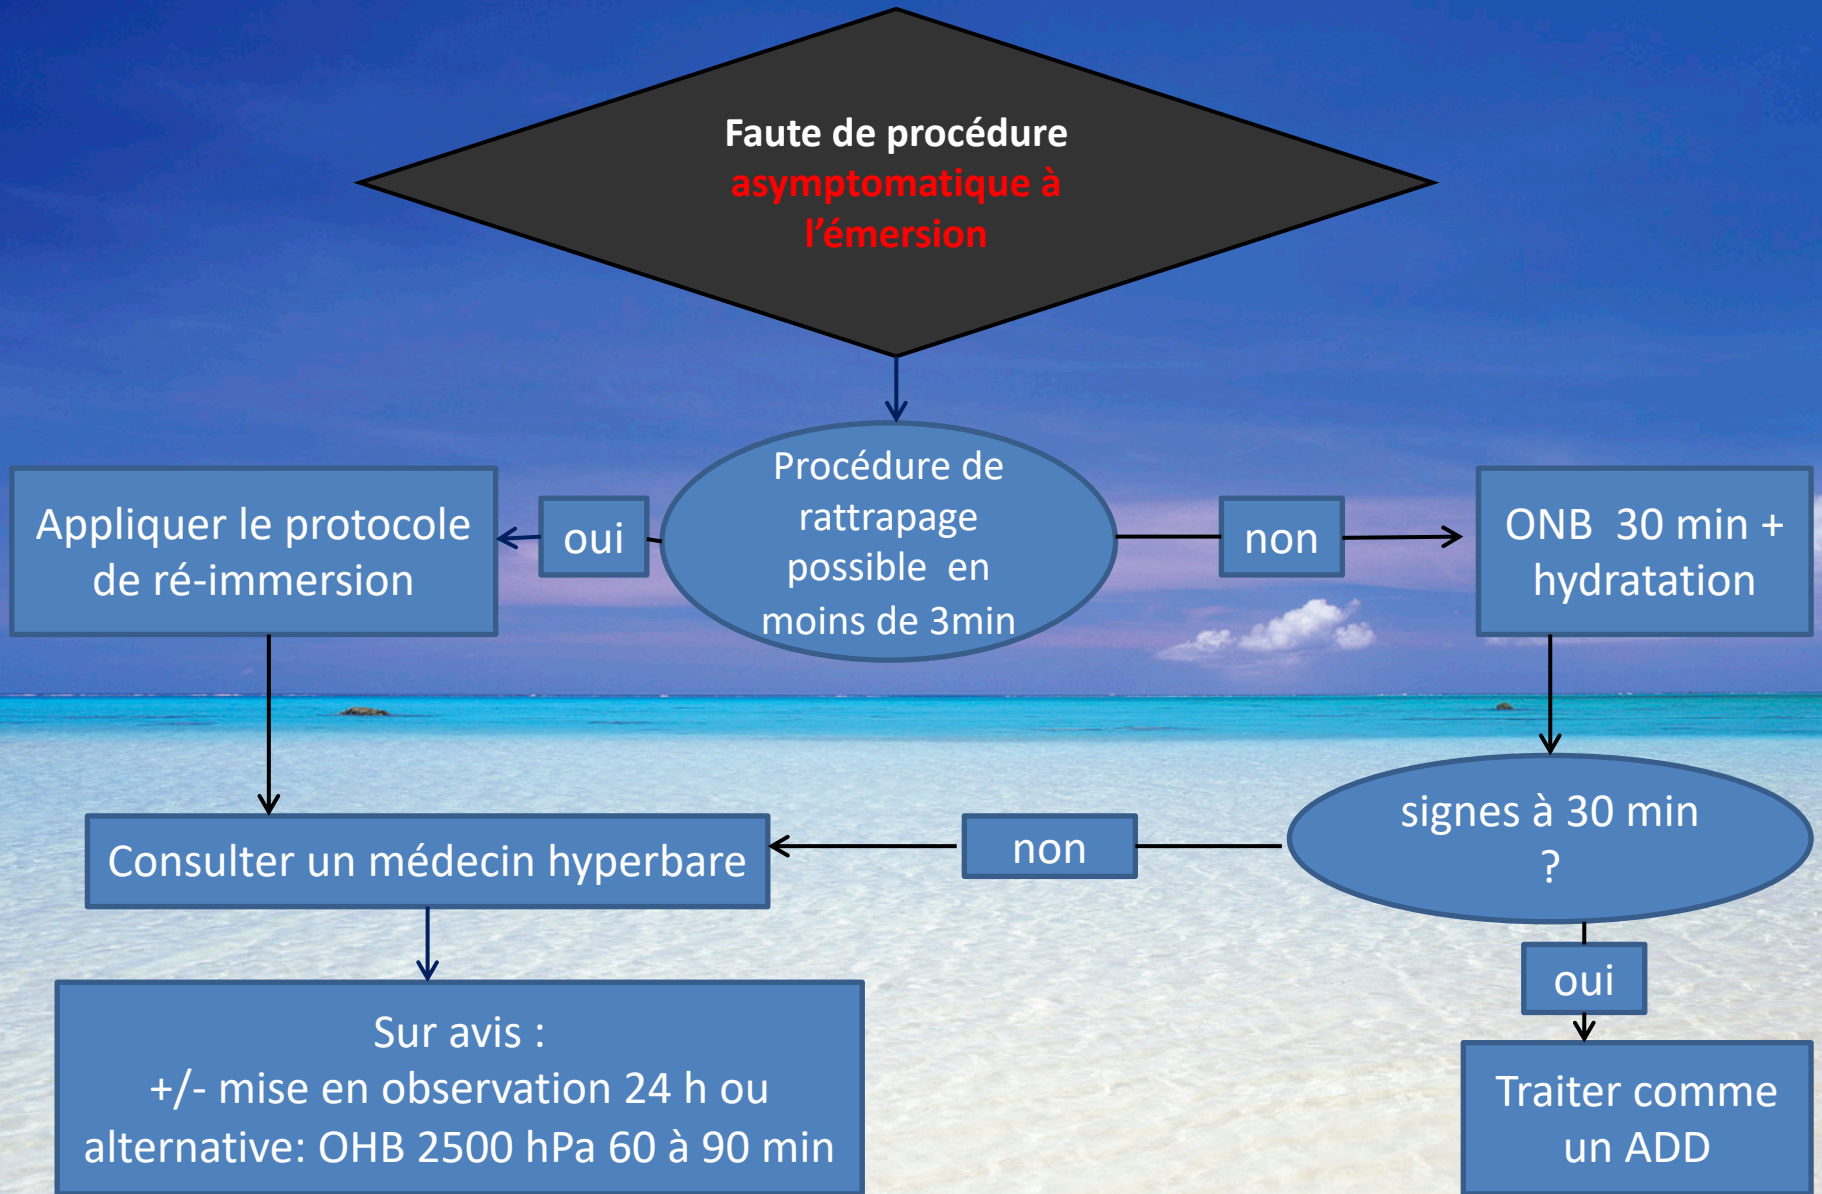 Faute de procédure
asymptomatique à
l’émersion
Procédure de
rattrapage
possible  en
moins de 3min
oui
Appliquer le protocole
de ré-immersion
non
ONB  30 min +
hydratation
signes à 30 min
?
non
Consulter un médecin hyperbare
oui
Sur avis :
+/- mise en observation 24 h ou
alternative: OHB 2500 hPa 60 à 90 min
Traiter comme
un ADD